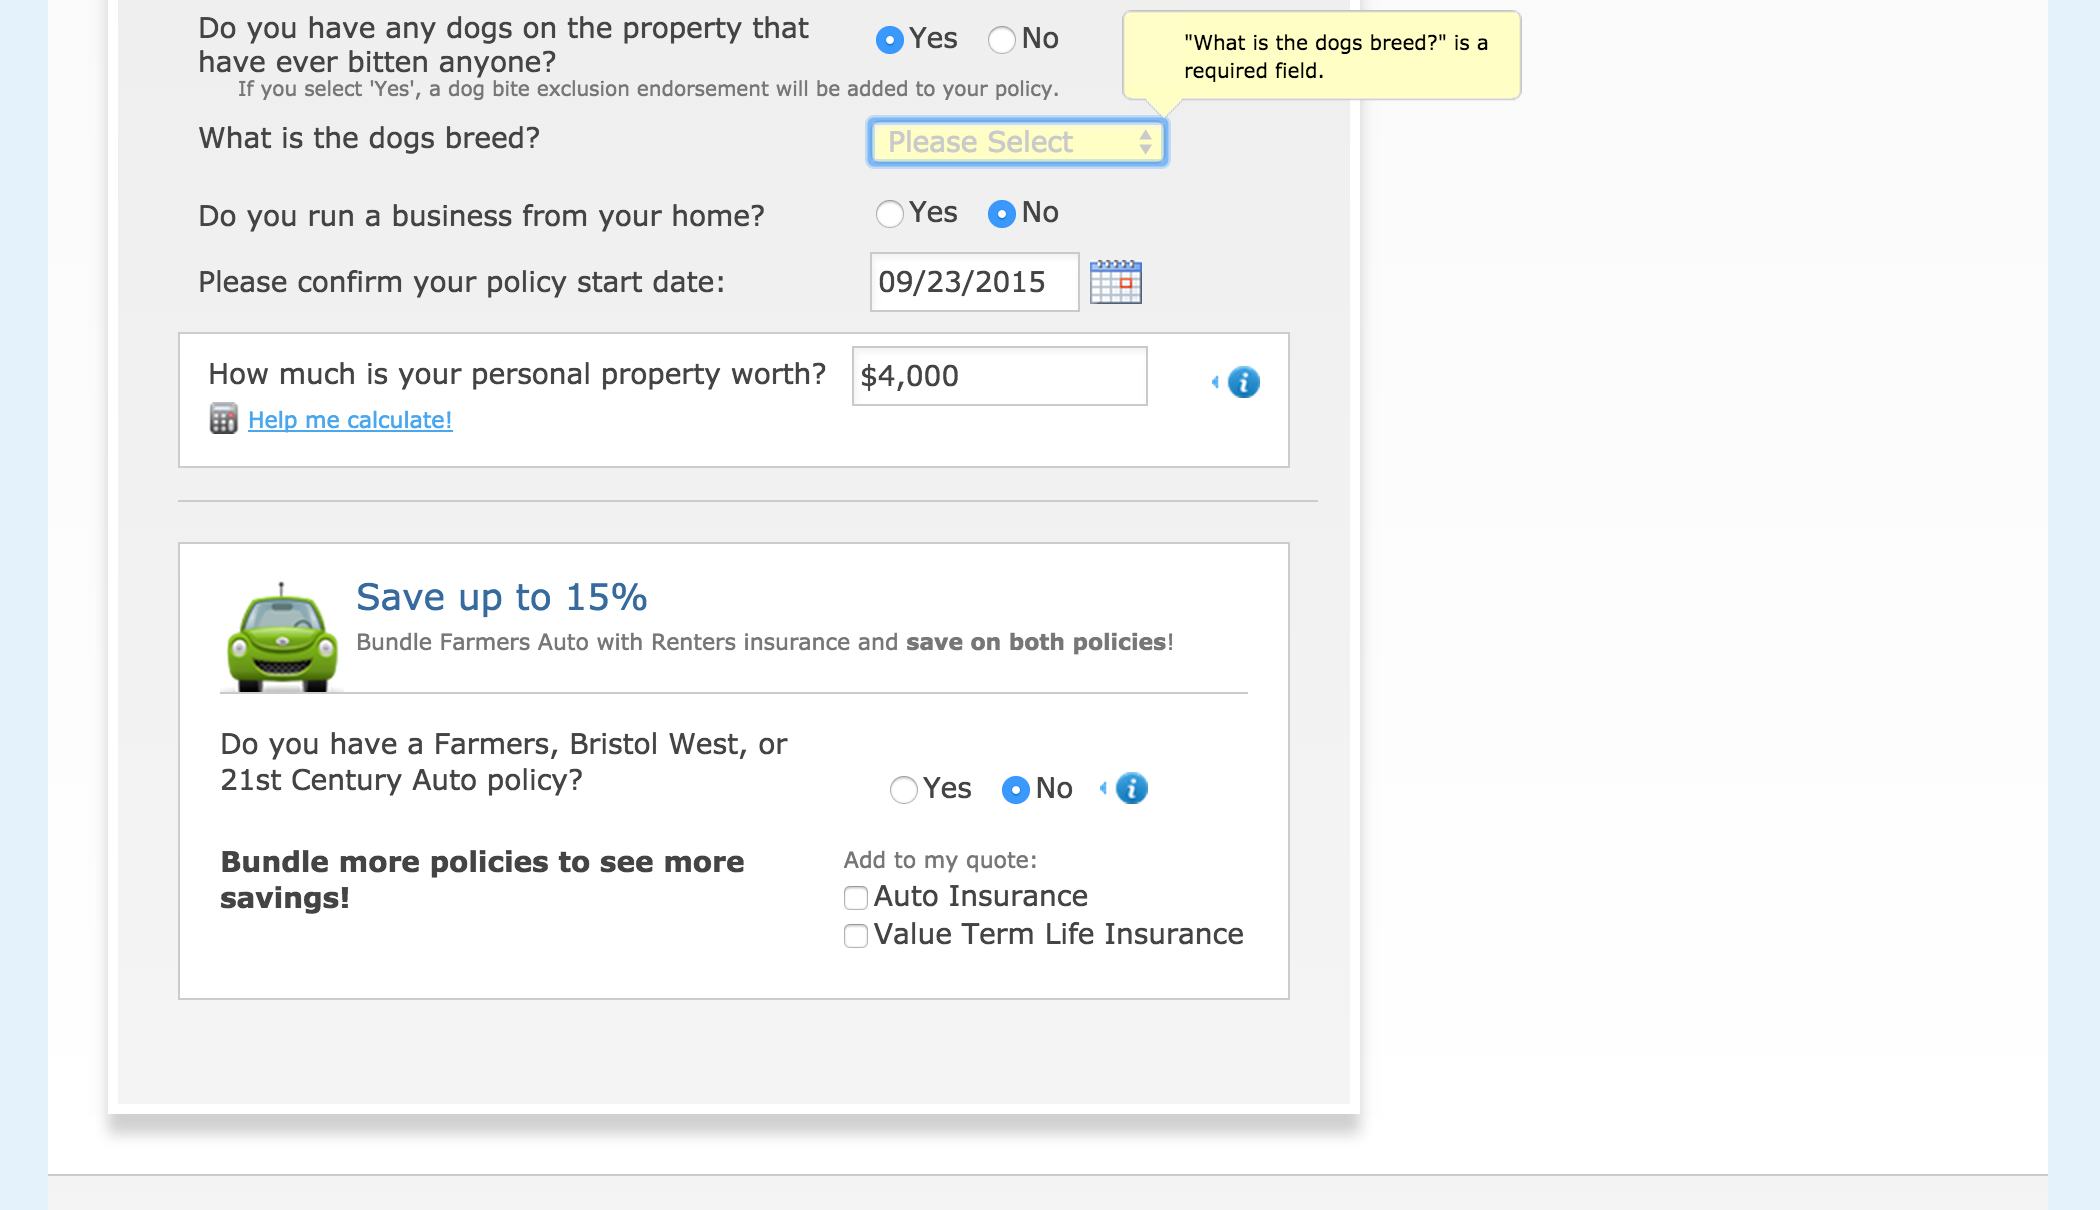 Do you have any dogs on the property that
have ever bitten anyone?
Yes No
If you select 'Yes', a dog bite exclusion endorsement will be added to your policy.
"What is the dogs breed?" is a
required field.
What is the dogs breed?
Please Select
Do you run a business from your home?
Yes No
Please confirm your policy start date:
09/23/2015
How much is your personal property worth?
$4,000
Help me calculate!
Save up to 15%
Bundle Farmers Auto with Renters insurance and save on both policies!
Do you have a Farmers, Bristol West, or
21st Century Auto policy?
Yes No
Bundle more policies to see more
savings!
Add to my quote:
Auto Insurance
Value Term Life Insurance